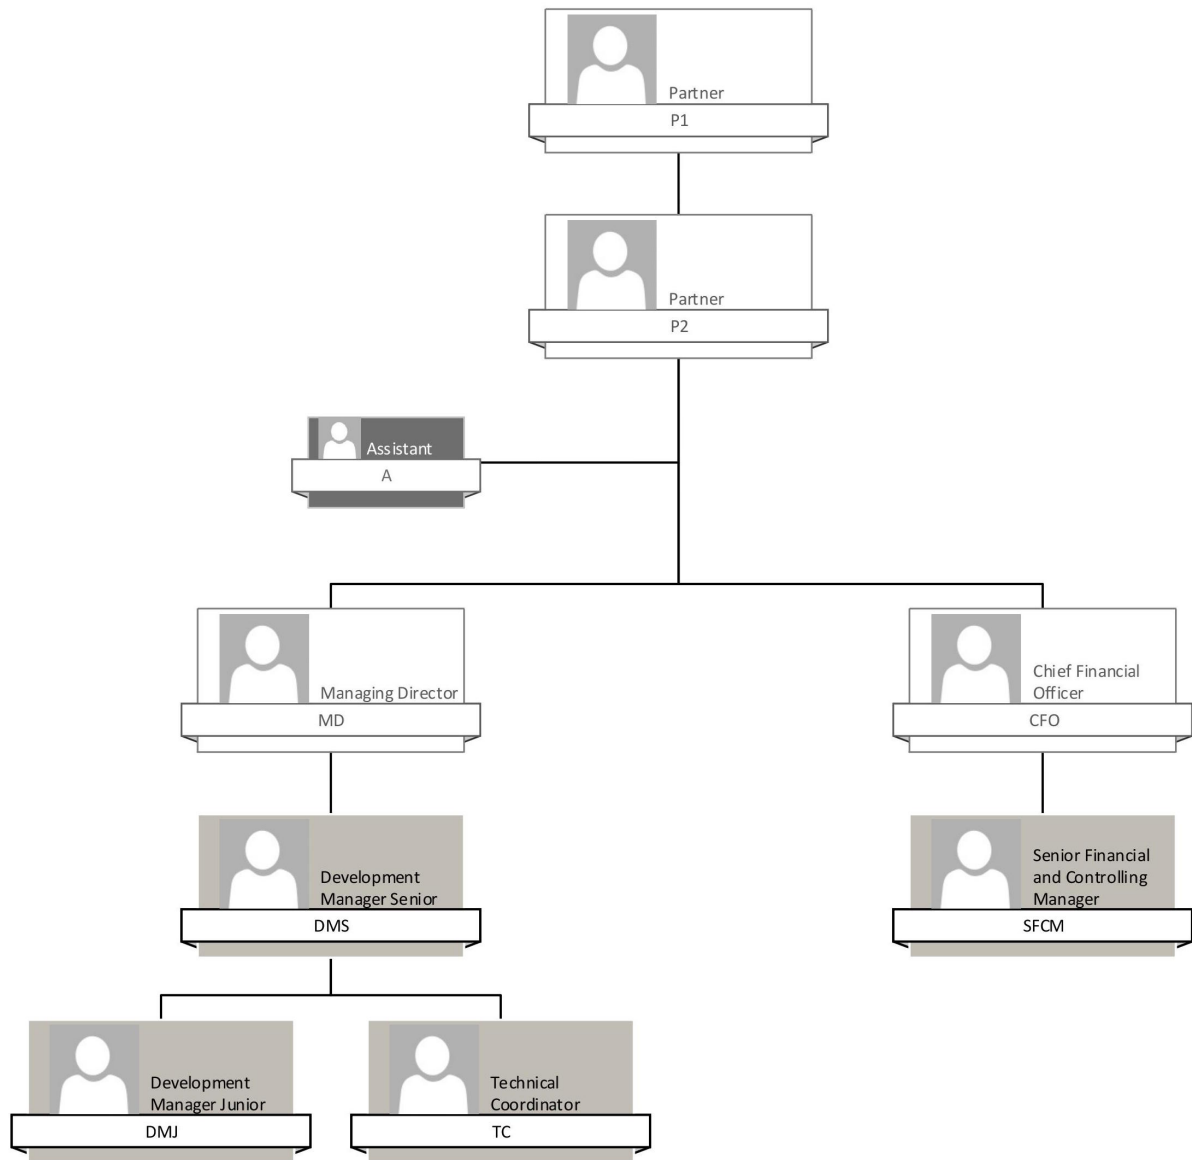 Partner
P1
Partner
P2
Assistant
A
Managing Director
MD
Chief Financial
Officer
CFO
Development
Manager Senior
DMS
Senior Financial
and Controlling
Manager
SFCM
Development
Manager Junior
DMJ
Technical
Coordinator
TC